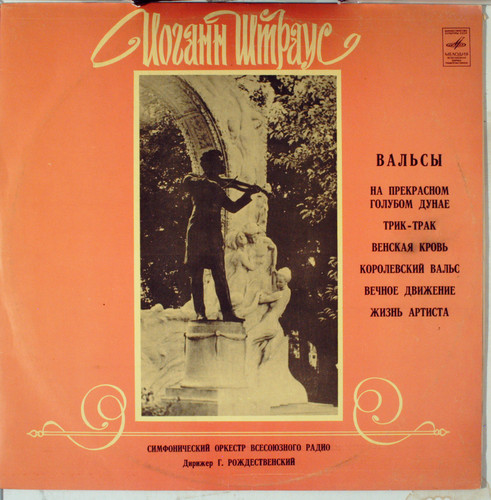 Иоганн Штраус
МЕЛОДИЯ
ВАЛЬСЫ
НА ПРЕКРАСНОМ
ГОЛУБОМ ДУНАЕ
ТРИК-ТРАК
ВЕНСКАЯ КРОВЬ
КОРОЛЕВСКИЙ ВАЛЬС
ВЕЧНОЕ ДВИЖЕНИЕ
ЖИЗНЬ АРТИСТА
СИМФОНИЧЕСКИЙ ОРКЕСТР ВСЕСОЮЗНОГО РАДИО
Дирижер Г. РОЖДЕСТВЕНСКИЙ